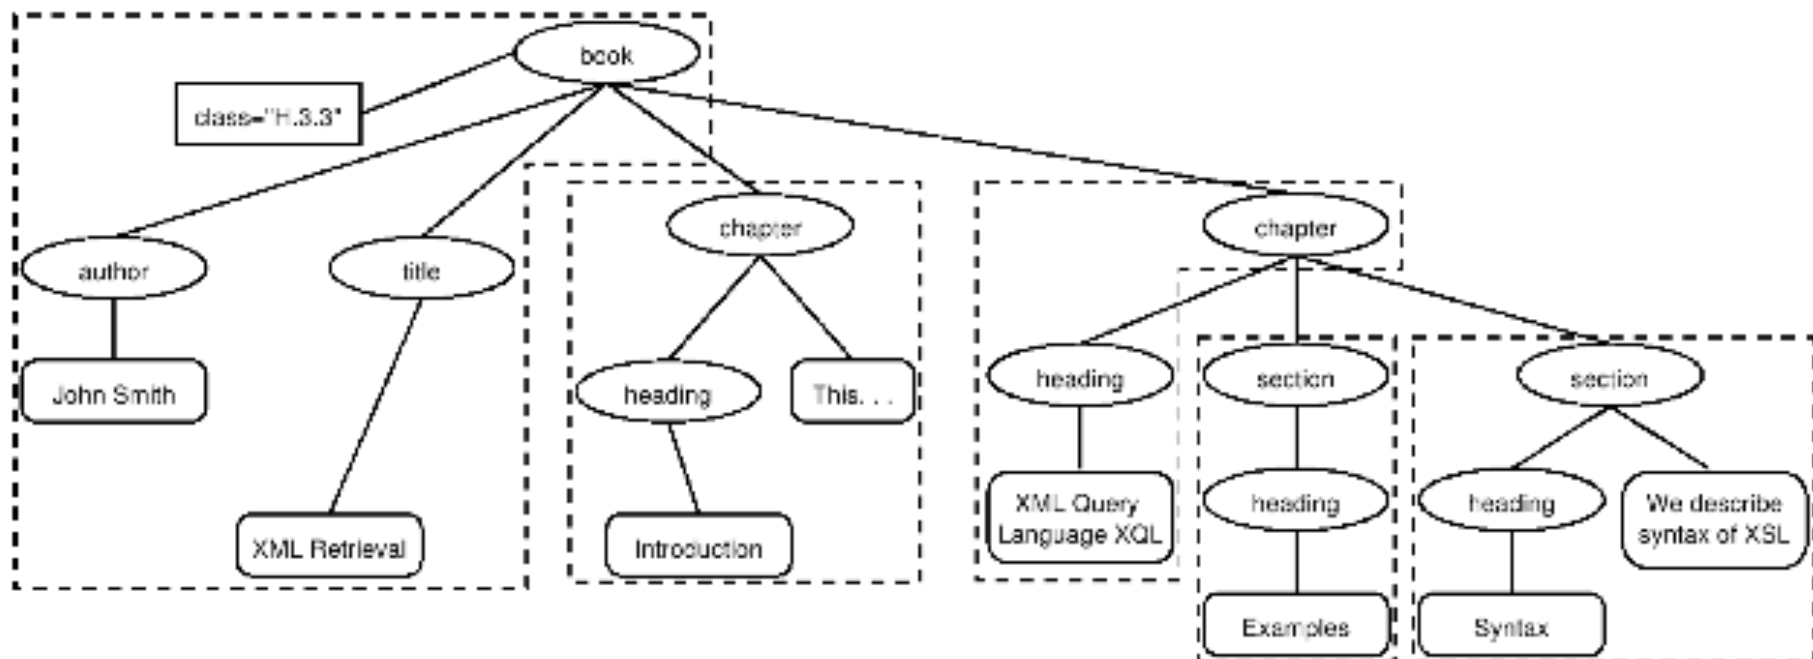 book
class="H.3.3"
chapter
chapter
author
title
heading
section
section
John Smith
heading
This. . .
XML Query
Language XQL
heading
heading
We describe
syntax of XSL
XML Retrieval
Introduction
Examples
Syntax